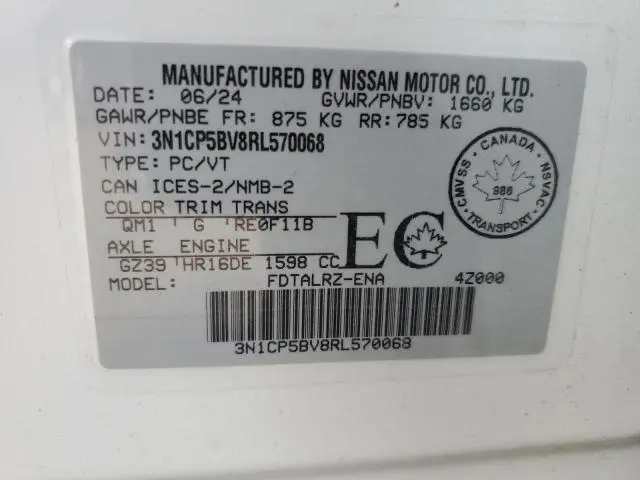 MANUFACTURED BY NISSAN MOTOR CO., LTD.
DATE: 06/24 GVWR/PNBV: 1660 KG
GAWR/PNBE FR: 875 KG RR: 785 KG
VIN: 3N1CP5BV8RL570068
TYPE: PC/VT
CAN ICES-2/NMB-2
COLOR TRIM TRANS
QM1 G RE0F11B
AXLE ENGINE
GZ39 HR16DE 1598 CC
MODEL: FDTALRZ-ENA 4Z000
EC
CANADA
CMVSS NSVAC
986
TRANSPORT
3N1CP5BV8RL570068